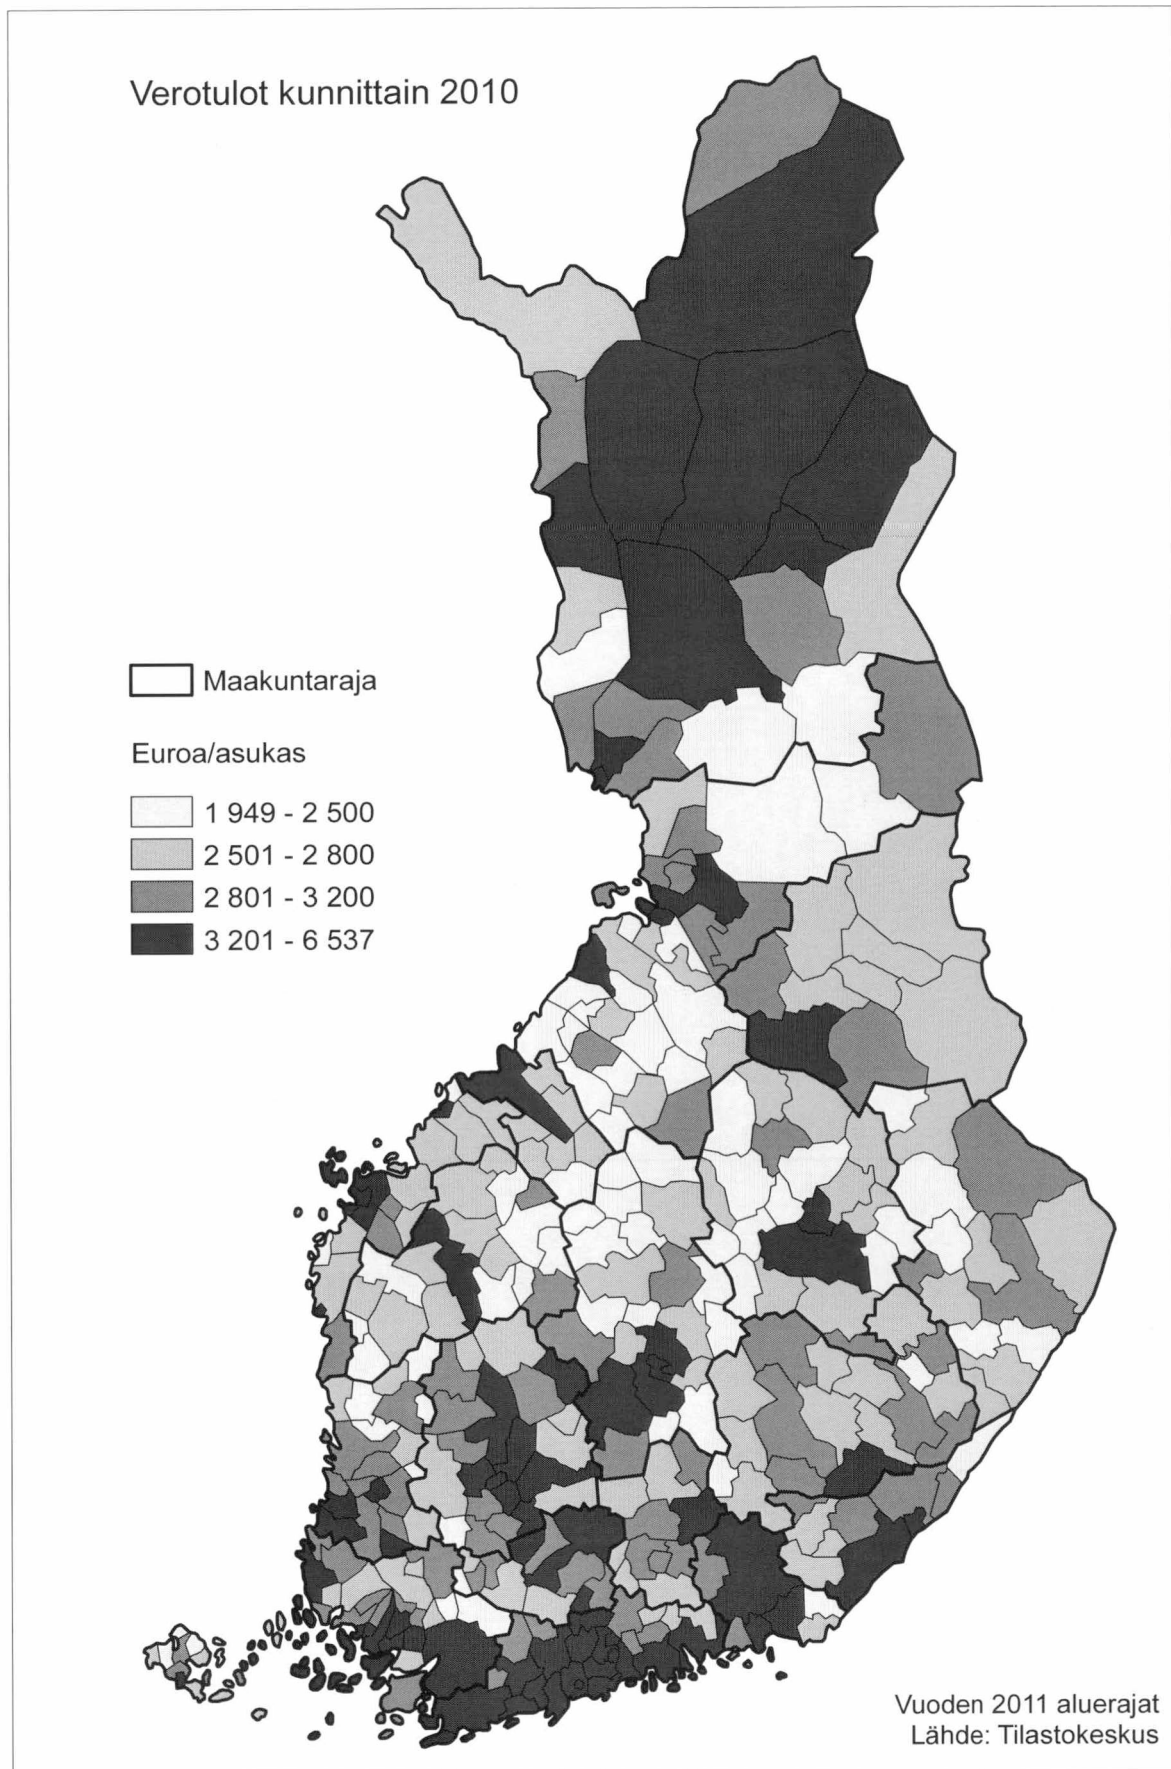 Verotulot kunnittain 2010
Maakuntaraja
Euroa/asukas
1 949 - 2 500
2 501 - 2 800
2 801 - 3 200
3 201 - 6 537
Vuoden 2011 aluerajat
Lähde: Tilastokeskus